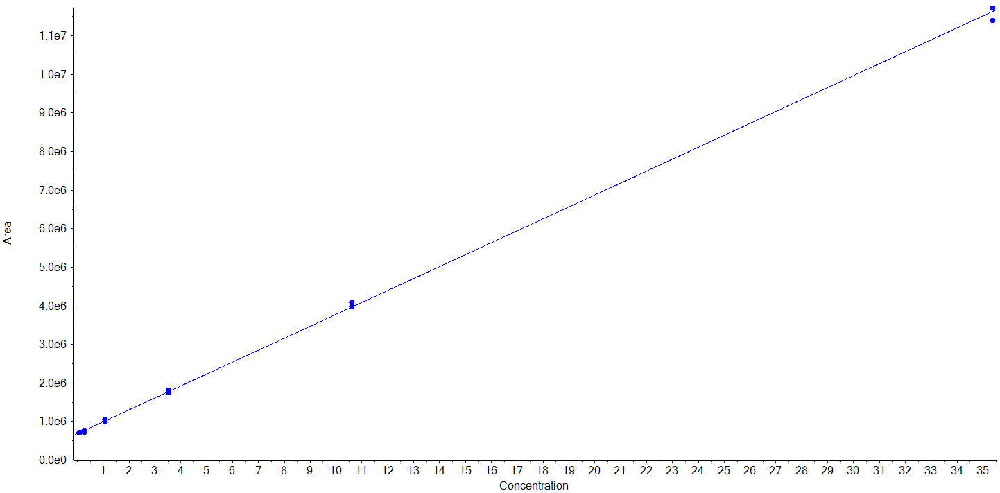 Area
1.1e7
1.0e7
9.0e6
8.0e6
7.0e6
6.0e6
5.0e6
4.0e6
3.0e6
2.0e6
1.0e6
0.0e0
1 2 3 4 5 6 7 8 9 10 11 12 13 14 15 16 17 18 19 20 21 22 23 24 25 26 27 28 29 30 31 32 33 34 35
Concentration